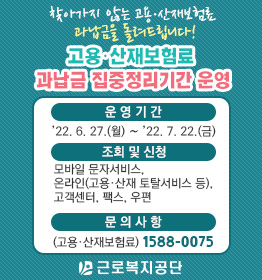 찾아가지 않는 고용·산재보험료
과납금을 돌려드립니다!
고용·산재보험료
과납금 집중정리기간 운영
운영기간
’22. 6. 27.(월) ~ ’22. 7. 22.(금)
조회 및 신청
모바일 문자서비스,
온라인(고용·산재 토탈서비스 등),
고객센터, 팩스, 우편
문의사항
(고용·산재보험료) 1588-0075
근로복지공단